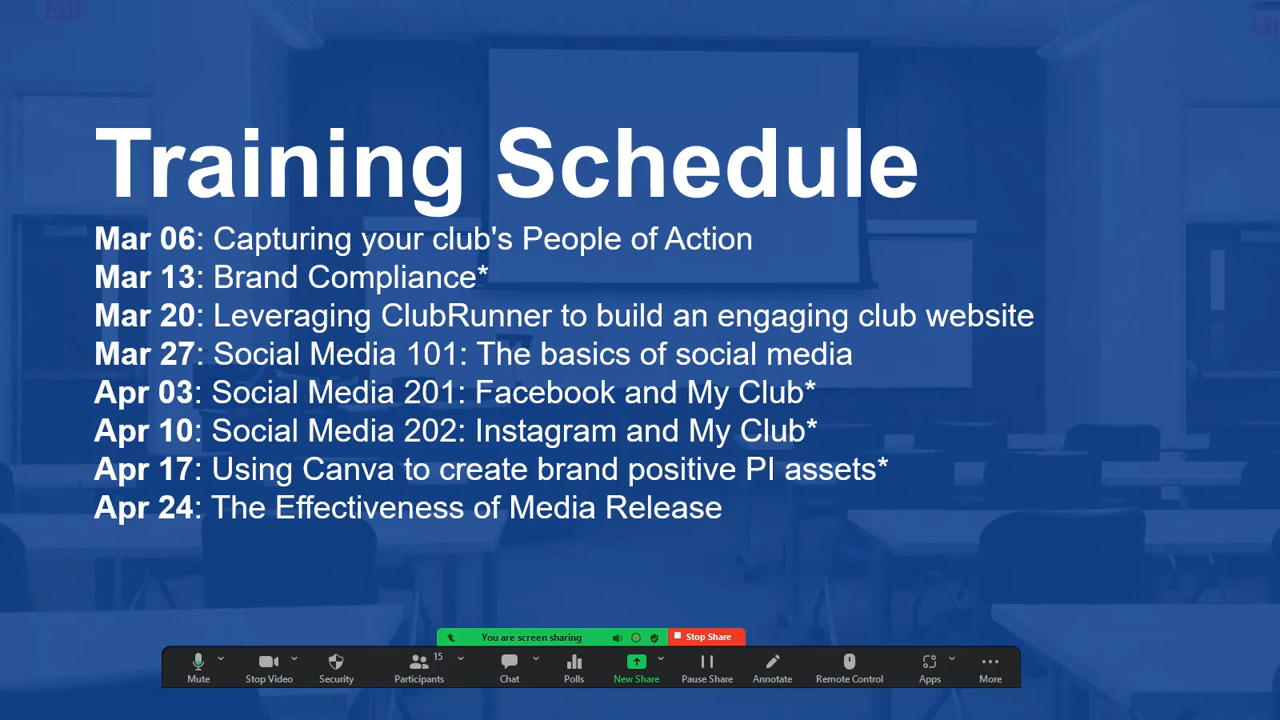 EXIT
Training Schedule
Mar 06: Capturing your club's People of Action
Mar 13: Brand Compliance*
Mar 20: Leveraging ClubRunner to build an engaging club website
Mar 27: Social Media 101: The basics of social media
Apr 03: Social Media 201: Facebook and My Club*
Apr 10: Social Media 202: Instagram and My Club*
Apr 17: Using Canva to create brand positive PI assets*
Apr 24: The Effectiveness of Media Release
You are screen sharing Stop Share
15
Mute Stop Video Security Participants Chat Polls New Share Pause Share Annotate Remote Control Apps More